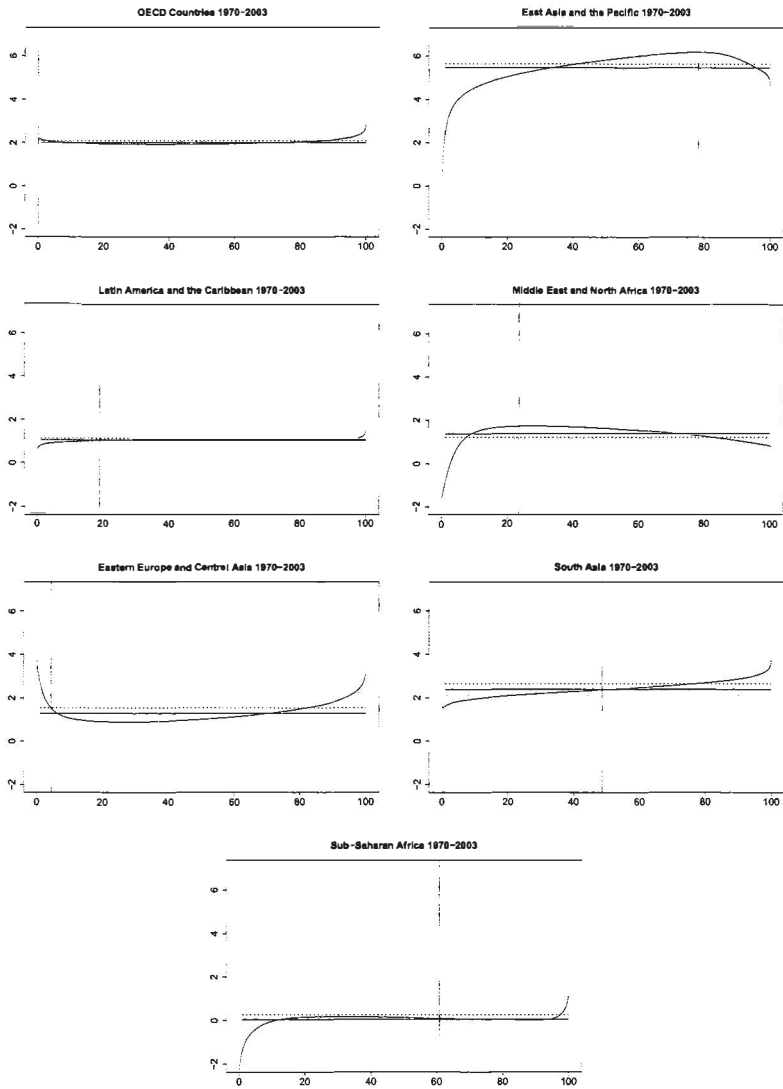 OECD Countries 1970-2003
6
4
2
0
-2
0 20 40 60 80 100
East Asia and the Pacific 1970-2003
6
4
2
0
-2
0 20 40 60 80 100
Latin America and the Caribbean 1970-2003
6
4
2
0
-2
0 20 40 60 80 100
Middle East and North Africa 1970-2003
6
4
2
0
-2
0 20 40 60 80 100
Eastern Europe and Central Asia 1970-2003
6
4
2
0
-2
0 20 40 60 80 100
South Asia 1970-2003
6
4
2
0
-2
0 20 40 60 80 100
Sub-Saharan Africa 1970-2003
6
4
2
0
-2
0 20 40 60 80 100